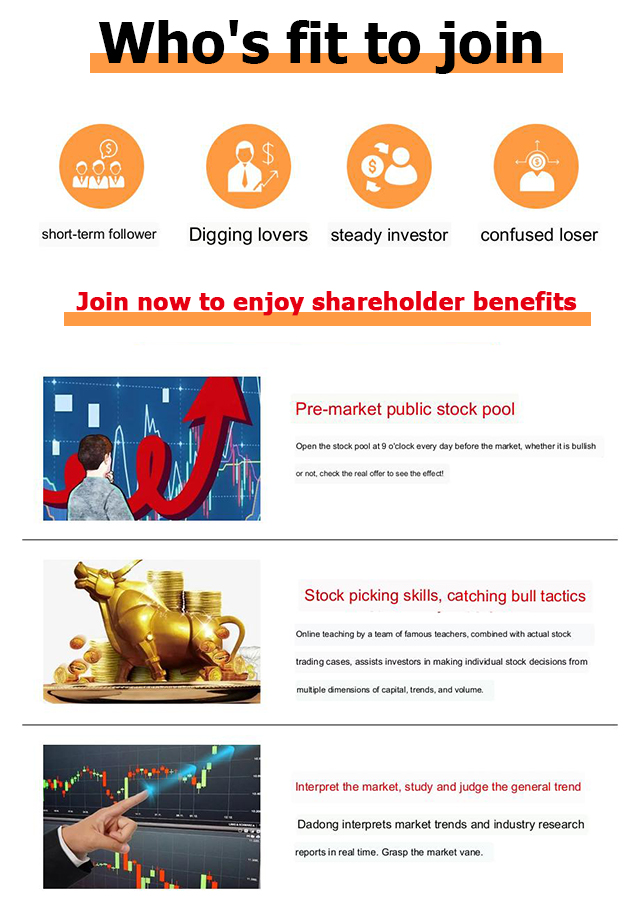 Who's fit to join
short-term follower
Digging lovers
steady investor
confused loser
Join now to enjoy shareholder benefits
Pre-market public stock pool
Open the stock pool at 9 o'clock every day before the market, whether it is bullish
or not, check the real offer to see the effect!
Stock picking skills, catching bull tactics
Online teaching by a team of famous teachers, combined with actual stock
trading cases, assists investors in making individual stock decisions from
multiple dimensions of capital, trends, and volume.
Interpret the market, study and judge the general trend
Dadong interprets market trends and industry research
reports in real time. Grasp the market vane.